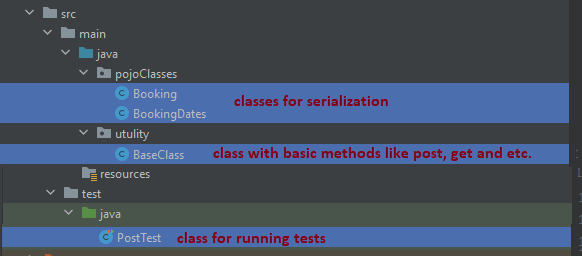 src
main
java
pojoClasses
Booking
classes for serialization
BookingDates
utulity
BaseClass class with basic methods like post, get and etc.
resources
test
java
PostTest class for running tests